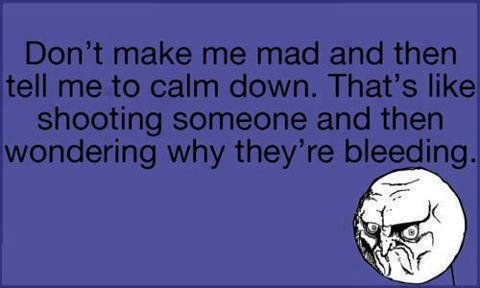 Don't make me mad and then
tell me to calm down. That's like
shooting someone and then
wondering why they're bleeding.